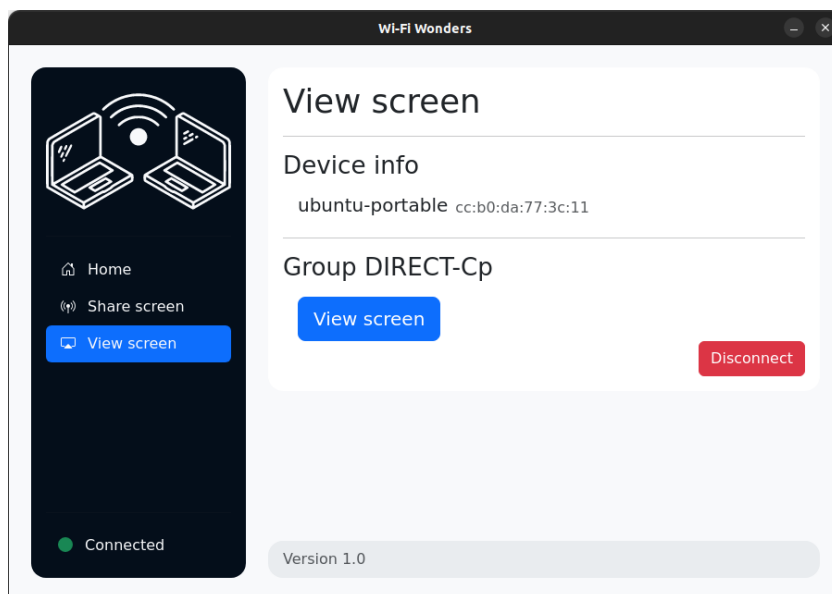 Wi-Fi Wonders
Home
Share screen
View screen
Connected
View screen
Device info
ubuntu-portable cc:b0:da:77:3c:11
Group DIRECT-Cp
View screen
Disconnect
Version 1.0